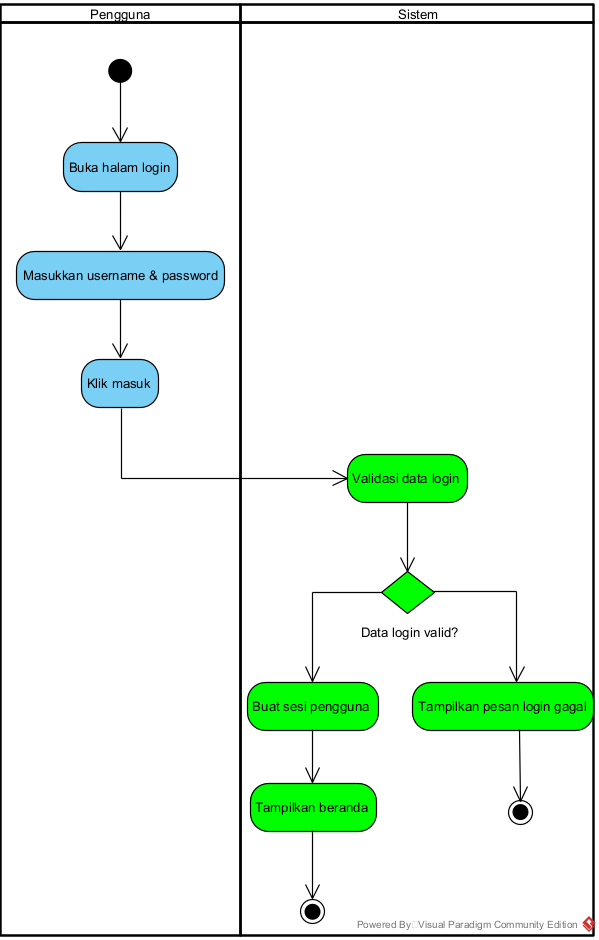 Pengguna
Sistem
Buka halam login
Masukkan username & password
Klik masuk
Validasi data login
Data login valid?
Buat sesi pengguna
Tampilkan pesan login gagal
Tampilkan beranda
Powered By Visual Paradigm Community Edition